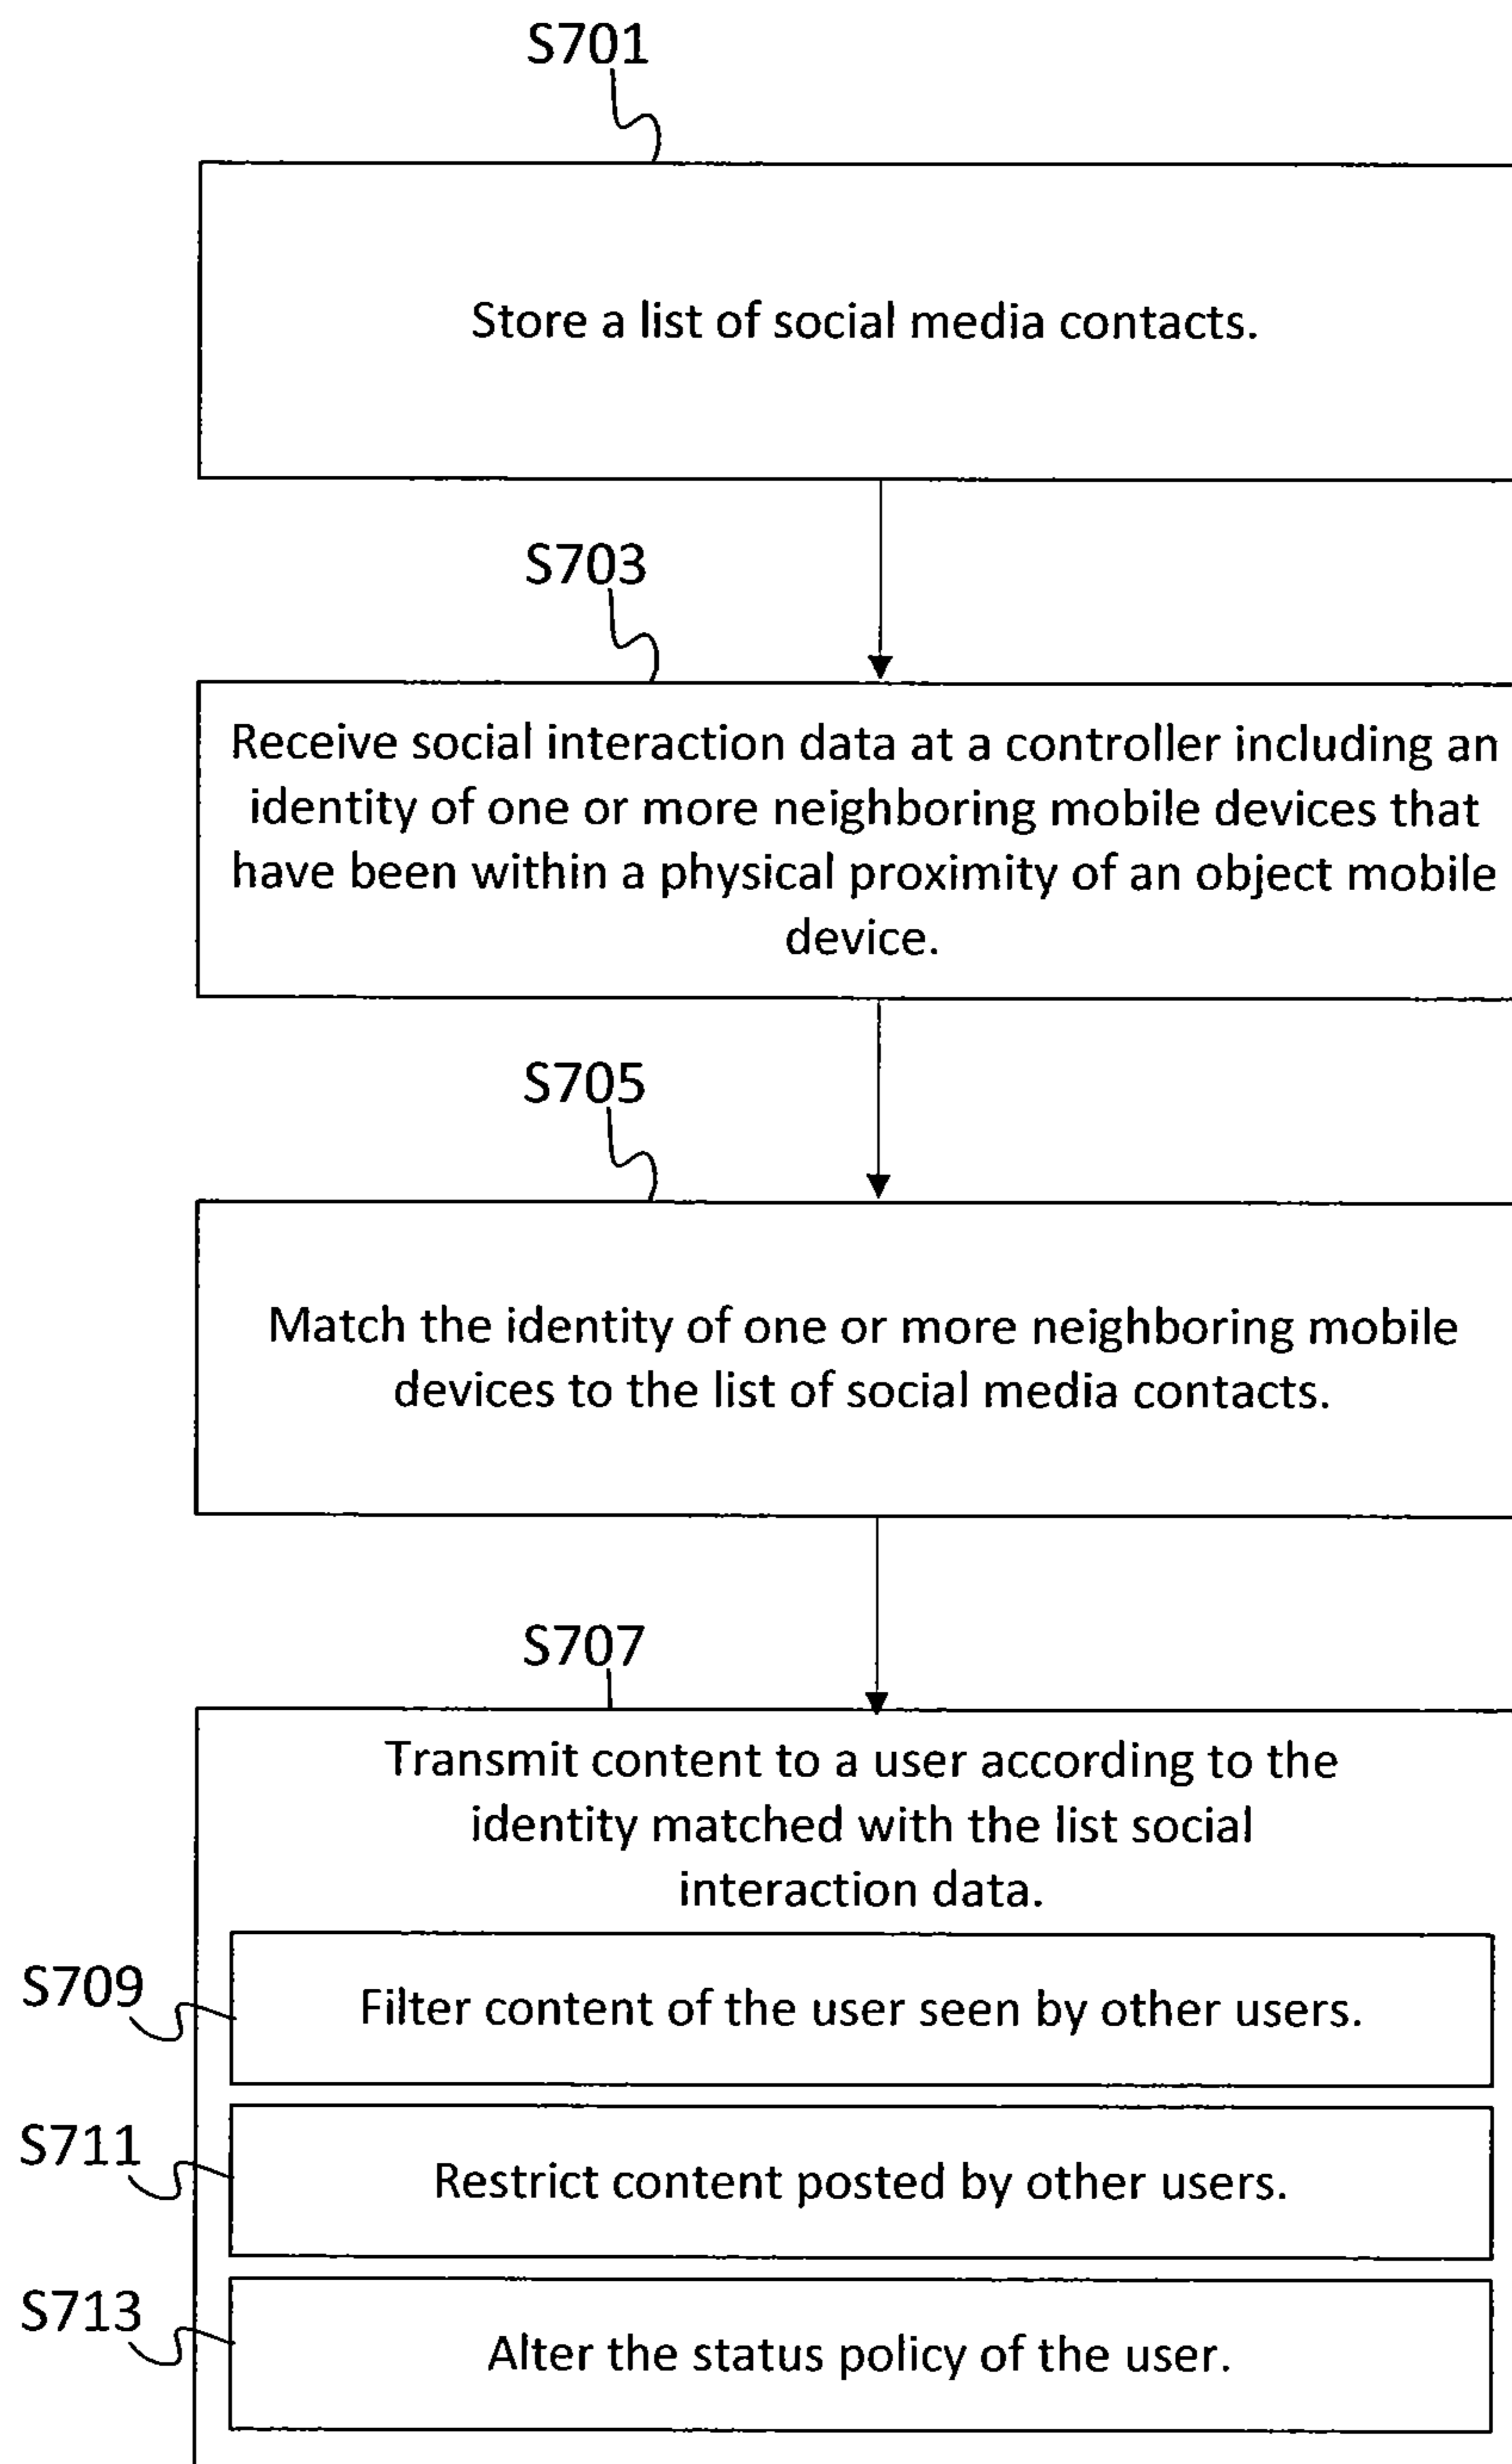 S701
Store a list of social media contacts.
S703
Receive social interaction data at a controller including an
identity of one or more neighboring mobile devices that
have been within a physical proximity of an object mobile
device.
S705
Match the identity of one or more neighboring mobile
devices to the list of social media contacts.
S707
Transmit content to a user according to the
identity matched with the list social
interaction data.
S709
Filter content of the user seen by other users.
S711
Restrict content posted by other users.
S713
Alter the status policy of the user.